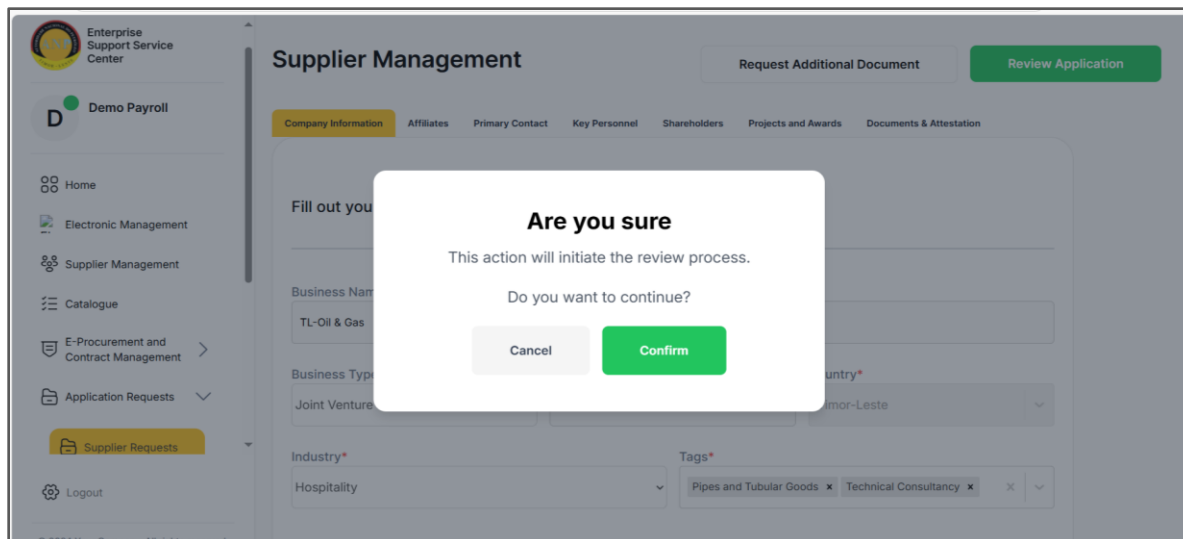 Enterprise
Support Service
Center
D
Demo Payroll
Home
Electronic Management
Supplier Management
Catalogue
E-Procurement and
Contract Management
Application Requests
Supplier Requests
Logout
Supplier Management
Request Additional Document
Review Application
Company Information
Affiliates
Primary Contact
Key Personnel
Shareholders
Projects and Awards
Documents & Attestation
Fill out you
Business Nam
TL-Oil & Gas
Business Type
Joint Venture
untry*
imor-Leste
Industry*
Hospitality
Tags*
Pipes and Tubular Goods ×
Technical Consultancy ×
Are you sure
This action will initiate the review process.
Do you want to continue?
Cancel
Confirm